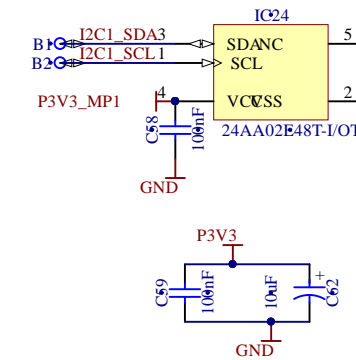 IC24
B1 I2C1_SDA 3 SDA NC 5
B2 I2C1_SCL 1 SCL
P3V3_MP1 4 VCC VSS 2
C58 100nF 24AA02E48T-I/OT
GND
P3V3
C59 100nF 10uF + C62
GND